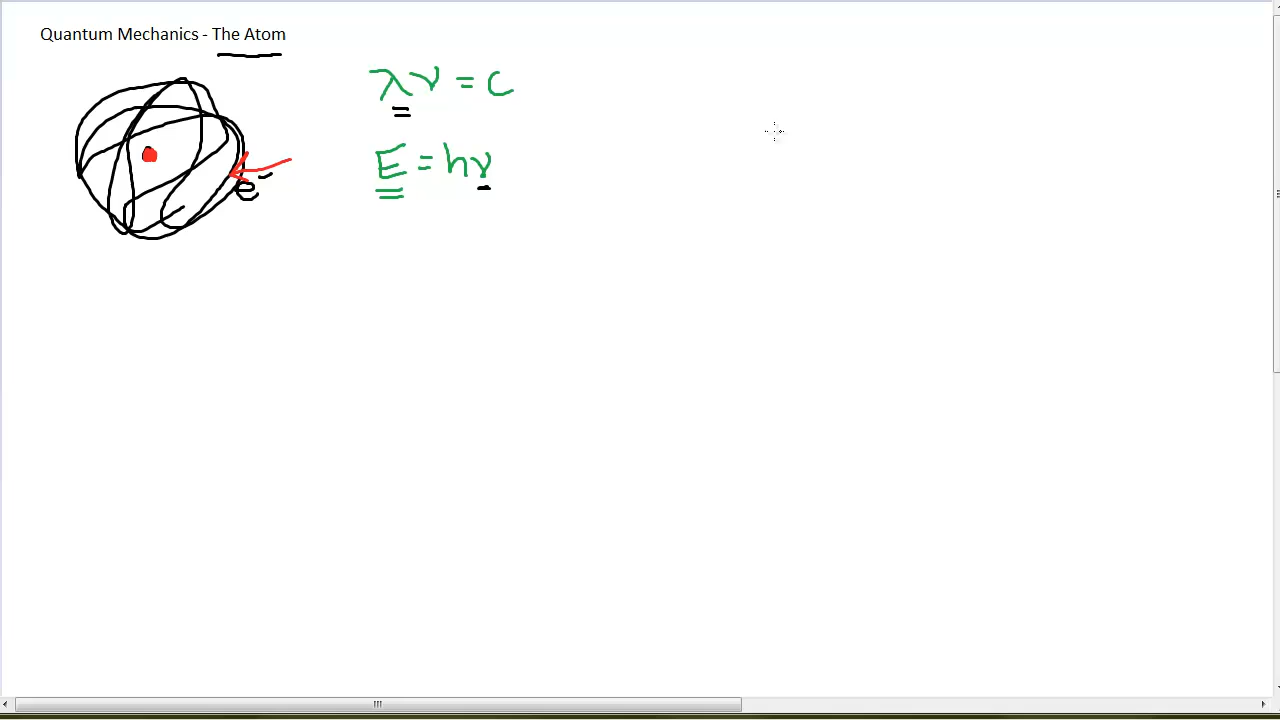 Quantum Mechanics - The Atom
λν = c
E = hν
e⁻